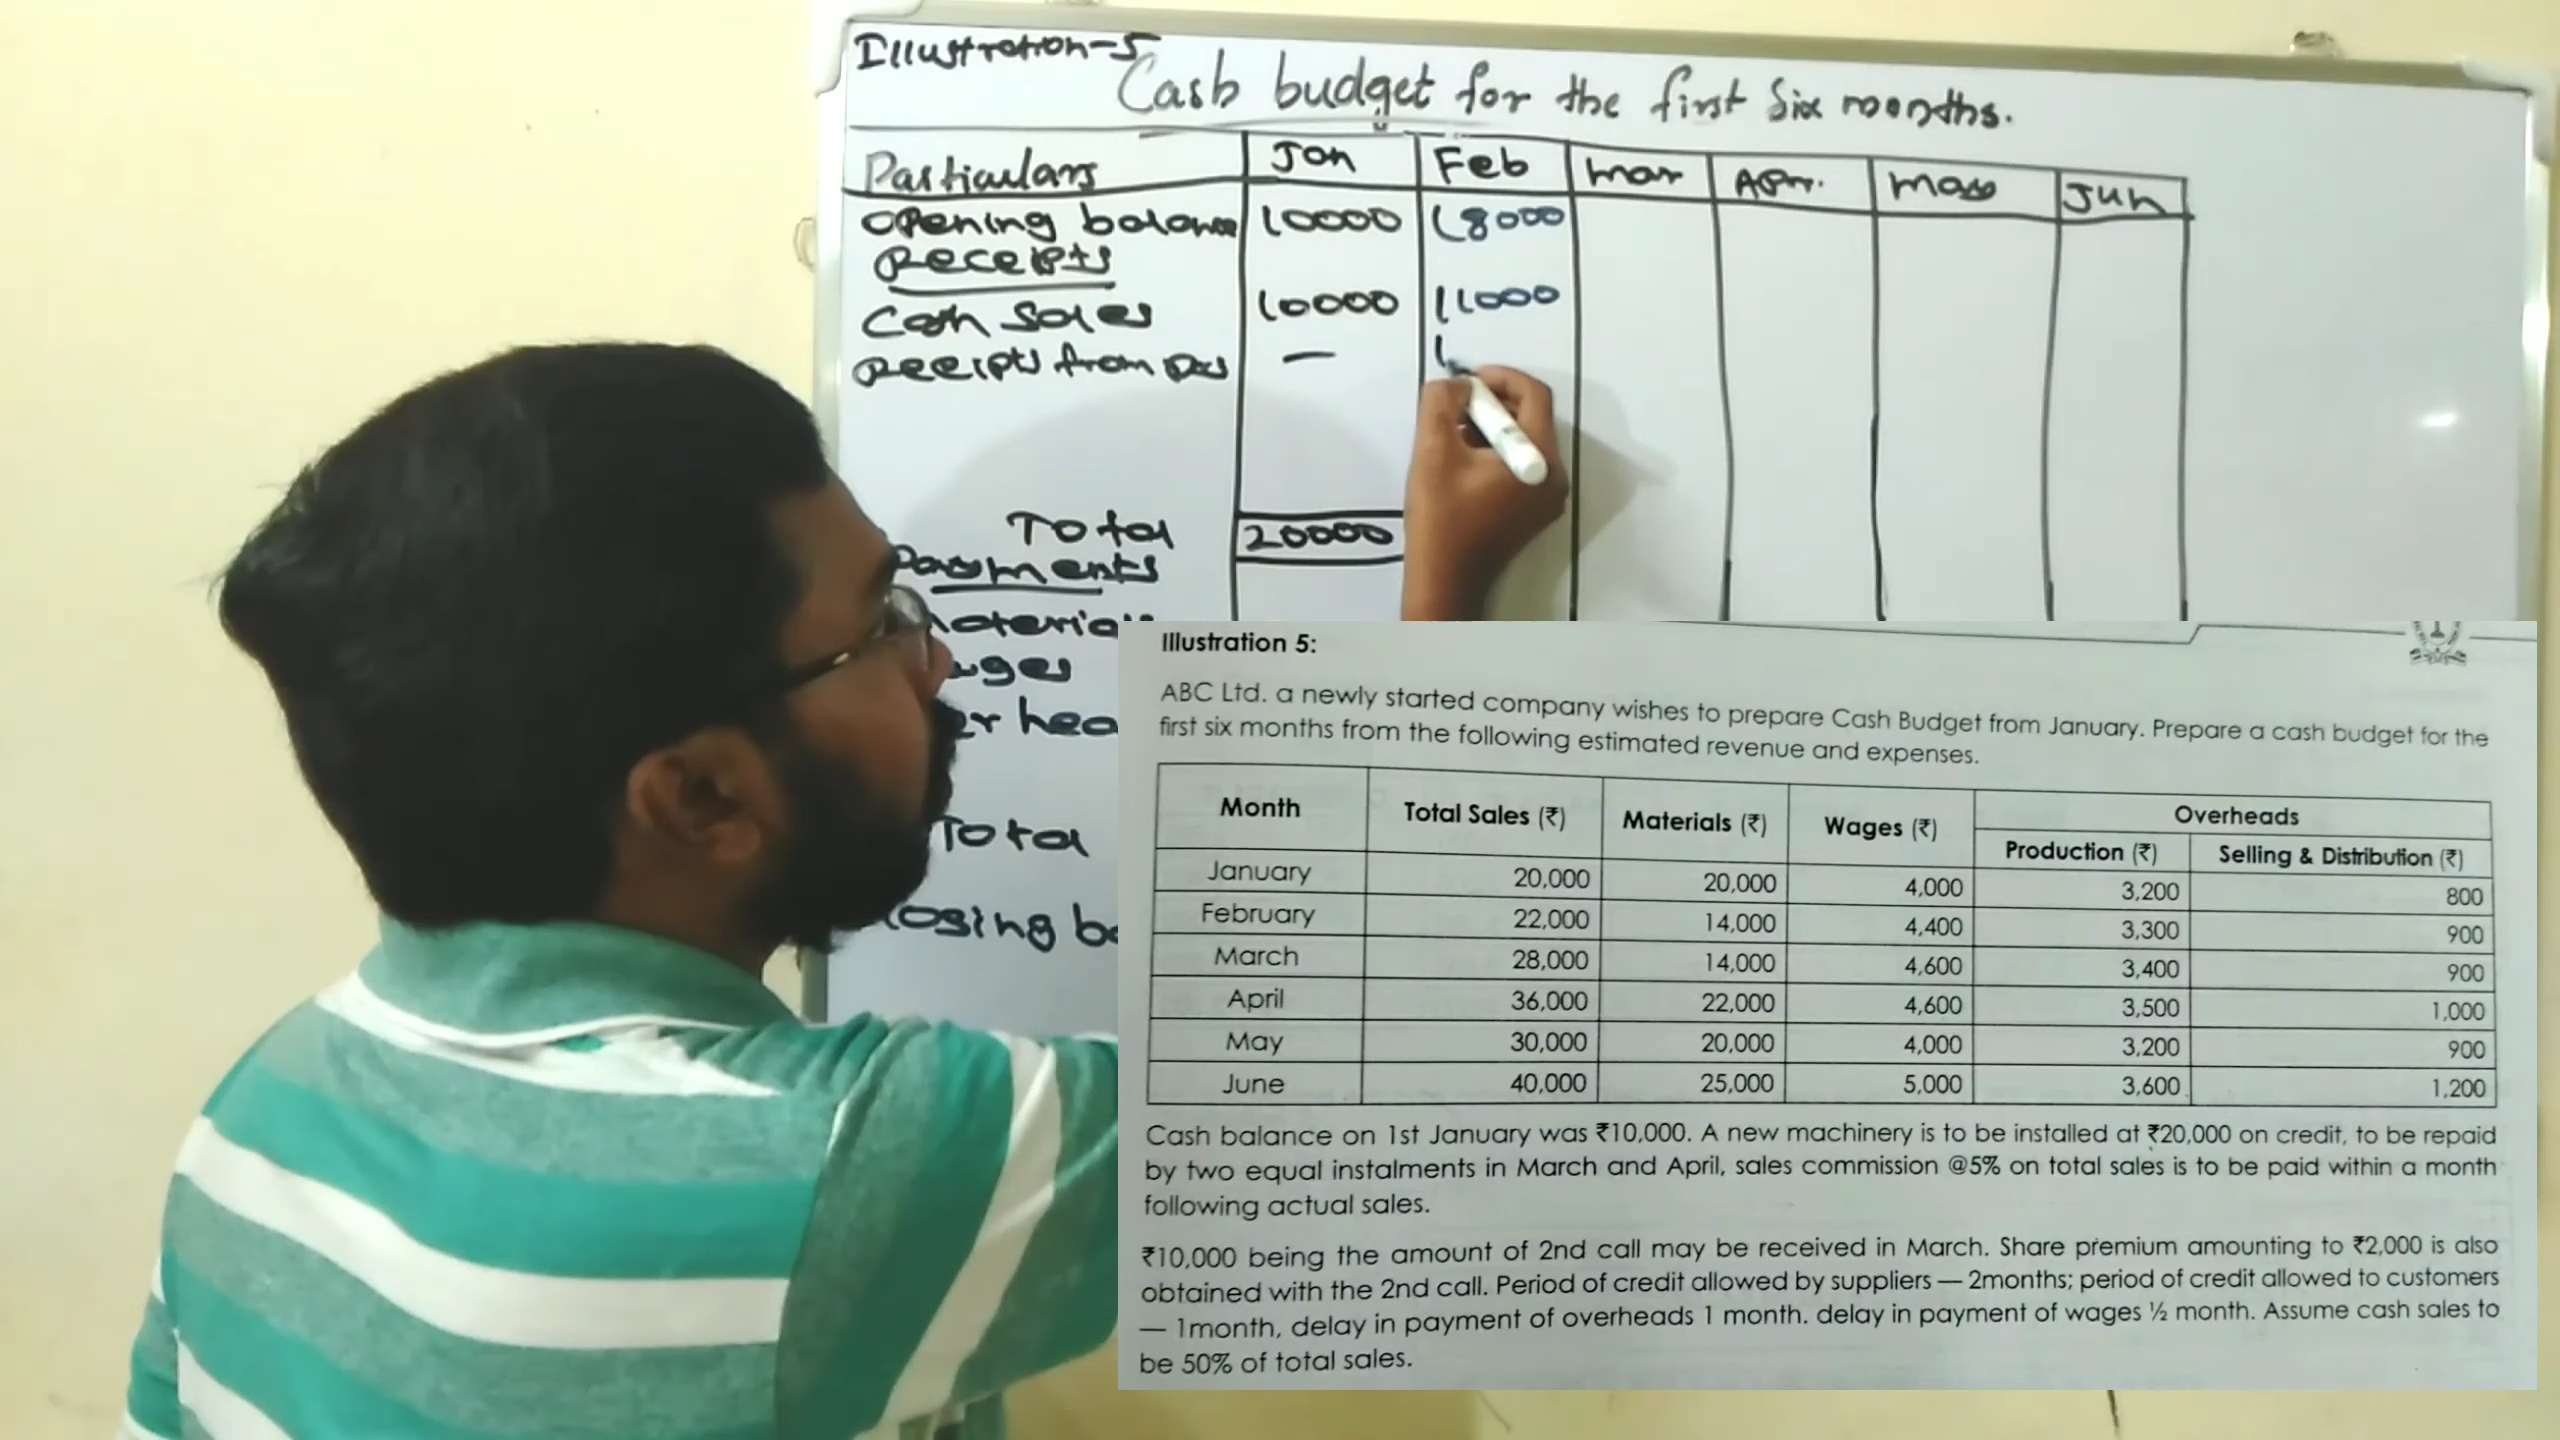 Illustration-5
Cash budget for the first six months.
Particulars Jan Feb mar Apr. may Jun
Opening balance 10000 18000
Receipts
Cash Sales 10000 11000
Receipts from —
Total 20000
Payments
Total
Illustration 5:
ABC Ltd. a newly started company wishes to prepare Cash Budget from January. Prepare a cash budget for the
first six months from the following estimated revenue and expenses.
Month Total Sales (₹) Materials (₹) Wages (₹) Overheads
Production (₹) Selling & Distribution (₹)
January 20,000 20,000 4,000 3,200 800
February 22,000 14,000 4,400 3,300 900
March 28,000 14,000 4,600 3,400 900
April 36,000 22,000 4,600 3,500 1,000
May 30,000 20,000 4,000 3,200 900
June 40,000 25,000 5,000 3,600 1,200
Cash balance on 1st January was ₹10,000. A new machinery is to be installed at ₹20,000 on credit, to be repaid
by two equal instalments in March and April, sales commission @5% on total sales is to be paid within a month
following actual sales.
₹10,000 being the amount of 2nd call may be received in March. Share premium amounting to ₹2,000 is also
obtained with the 2nd call. Period of credit allowed by suppliers — 2months; period of credit allowed to customers
— 1month, delay in payment of overheads 1 month. delay in payment of wages ½ month. Assume cash sales to
be 50% of total sales.